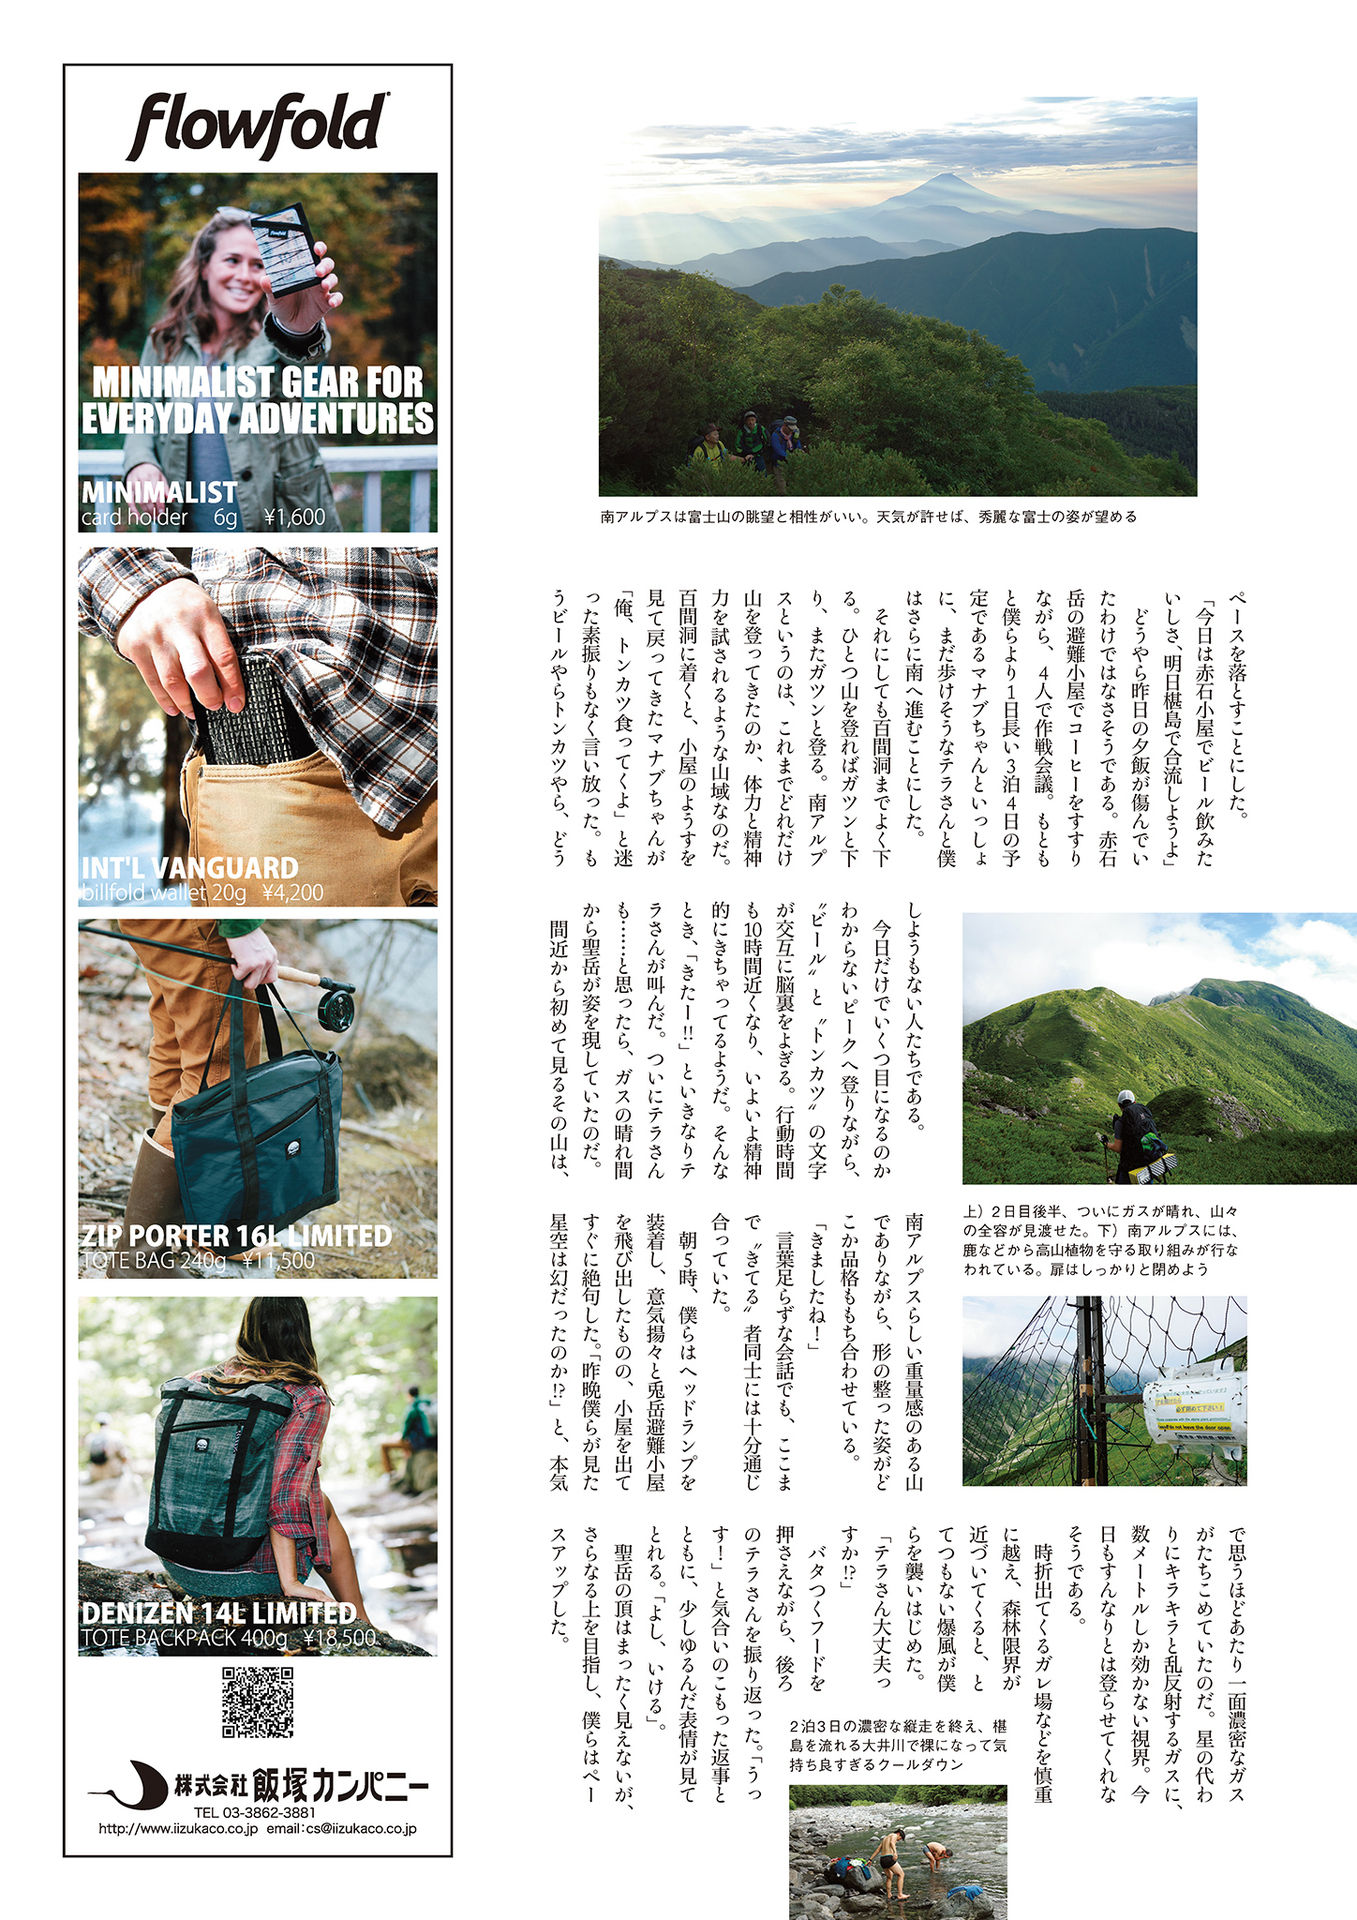 flowfold
MINIMALIST GEAR FOR
EVERYDAY ADVENTURES
MINIMALIST
card holder 6g ¥1,600
INT'L VANGUARD
billfold wallet 20g ¥4,200
ZIP PORTER 16L LIMITED
TOTE BAG 240g ¥11,500
DENIZEN 14L LIMITED
TOTE BACKPACK 400g ¥18,500
株式会社 飯塚カンパニー
TEL 03-3862-3881
http://www.iizukaco.co.jp email:cs@iizukaco.co.jp
南アルプスは富士山の眺望と相性がいい。天気が許せば、秀麗な富士の姿が望める
ペースを落とすことにした。
「今日は赤石小屋でビール飲みた
いしさ、明日椹島で合流しようよ」
どうやら昨日の夕飯が傷んでい
たわけではなさそうである。赤石
岳の避難小屋でコーヒーをすすり
ながら、4人で作戦会議。もとも
と僕らより1日長い3泊4日の予
定であるマナブちゃんといっしょ
に、まだ歩けそうなテラさんと僕
はさらに南へ進むことにした。
それにしても百間洞までよく下
る。ひとつ山を登ればガツンと下
り、またガツンと登る。南アルプ
スというのは、これまでどれだけ
山を登ってきたのか、体力と精神
力を試されるような山域なのだ。
百間洞に着くと、小屋のようすを
見て戻ってきたマナブちゃんが
「俺、トンカツ食ってくよ」と迷
った素振りもなく言い放った。も
うビールやらトンカツやら、どう
しようもない人たちである。
今日だけでいくつ目になるのか
わからないピークへ登りながら、
〝ビール〟と〝トンカツ〟の文字
が交互に脳裏をよぎる。行動時間
も10時間近くなり、いよいよ精神
的にきちゃってるようだ。そんな
とき、「きたー!!」といきなりテ
ラさんが叫んだ。ついにテラさん
も……と思ったら、ガスの晴れ間
から聖岳が姿を現していたのだ。
間近から初めて見るその山は、
上）2日目後半、ついにガスが晴れ、山々
の全容が見渡せた。下）南アルプスには、
鹿などから高山植物を守る取り組みが行な
われている。扉はしっかりと閉めよう
必ず閉めて下さい!
do not leave the door open
南アルプスらしい重量感のある山
でありながら、形の整った姿がど
こか品格ももち合わせている。
「きましたね!」
言葉足らずな会話でも、ここま
で〝きてる〟者同士には十分通じ
合っていた。
朝5時、僕らはヘッドランプを
装着し、意気揚々と兎岳避難小屋
を飛び出したものの、小屋を出て
すぐに絶句した。「昨晩僕らが見た
星空は幻だったのか!?」と、本気
で思うほどあたり一面濃密なガス
がたちこめていたのだ。星の代わ
りにキラキラと乱反射するガスに、
数メートルしか効かない視界。今
日もすんなりとは登らせてくれな
そうである。
時折出てくるガレ場などを慎重
に越え、森林限界が
近づいてくると、と
てつもない爆風が僕
らを襲いはじめた。
「テラさん大丈夫っ
すか!?」
バタつくフードを
押さえながら、後ろ
のテラさんを振り返った。「うっ
す!」と気合いのこもった返事と
ともに、少しゆるんだ表情が見て
とれる。「よし、いける」。
聖岳の頂はまったく見えないが、
さらなる上を目指し、僕らはペー
スアップした。
2泊3日の濃密な縦走を終え、椹
島を流れる大井川で裸になって気
持ち良すぎるクールダウン